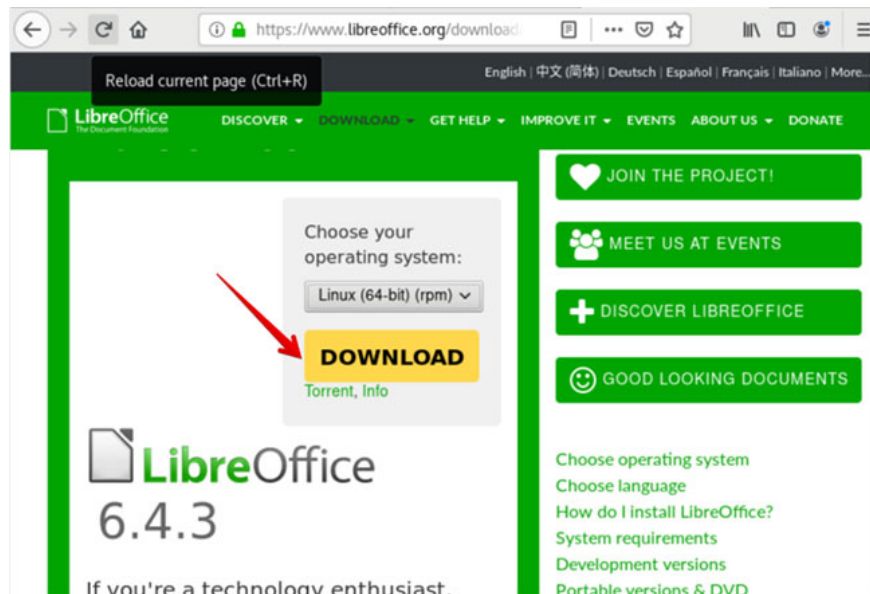 https://www.libreoffice.org/download
Reload current page (Ctrl+R)
English | 中文 (简体) | Deutsch | Español | Français | Italiano | More...
LibreOffice
The Document Foundation
DISCOVER DOWNLOAD GET HELP IMPROVE IT EVENTS ABOUT US DONATE
Choose your
operating system:
Linux (64-bit) (rpm)
DOWNLOAD
Torrent, Info
LibreOffice
6.4.3
If you're a technology enthusiast,
JOIN THE PROJECT!
MEET US AT EVENTS
DISCOVER LIBREOFFICE
GOOD LOOKING DOCUMENTS
Choose operating system
Choose language
How do I install LibreOffice?
System requirements
Development versions
Portable versions & DVD